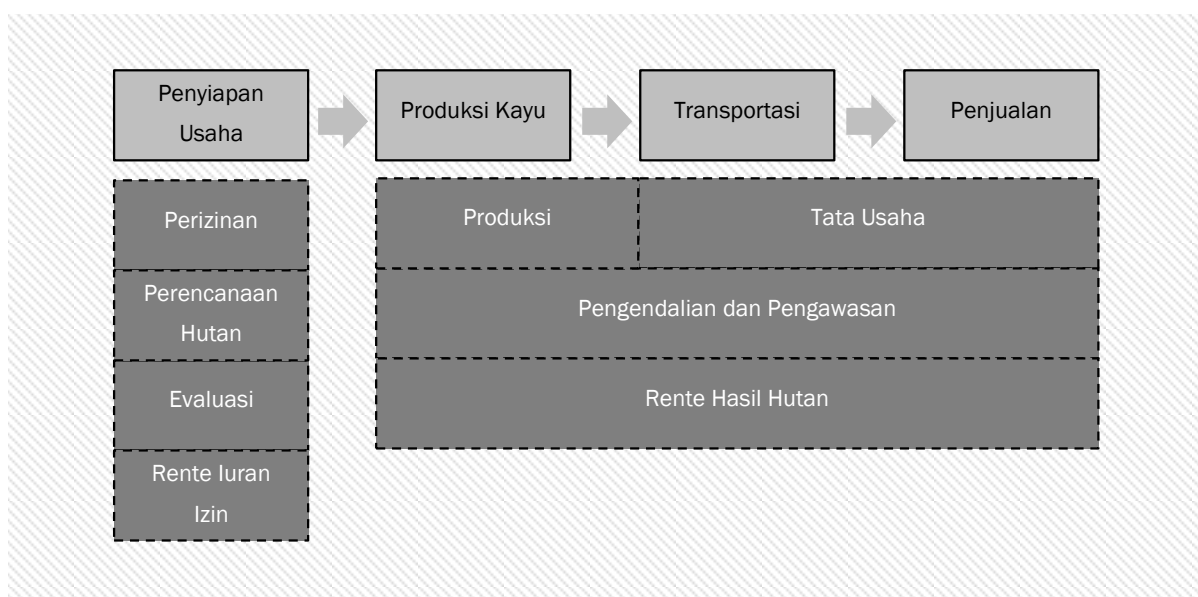 Penyiapan
Usaha
Produksi Kayu
Transportasi
Penjualan
Perizinan
Produksi
Tata Usaha
Perencanaan
Hutan
Pengendalian dan Pengawasan
Evaluasi
Rente Hasil Hutan
Rente Iuran
Izin